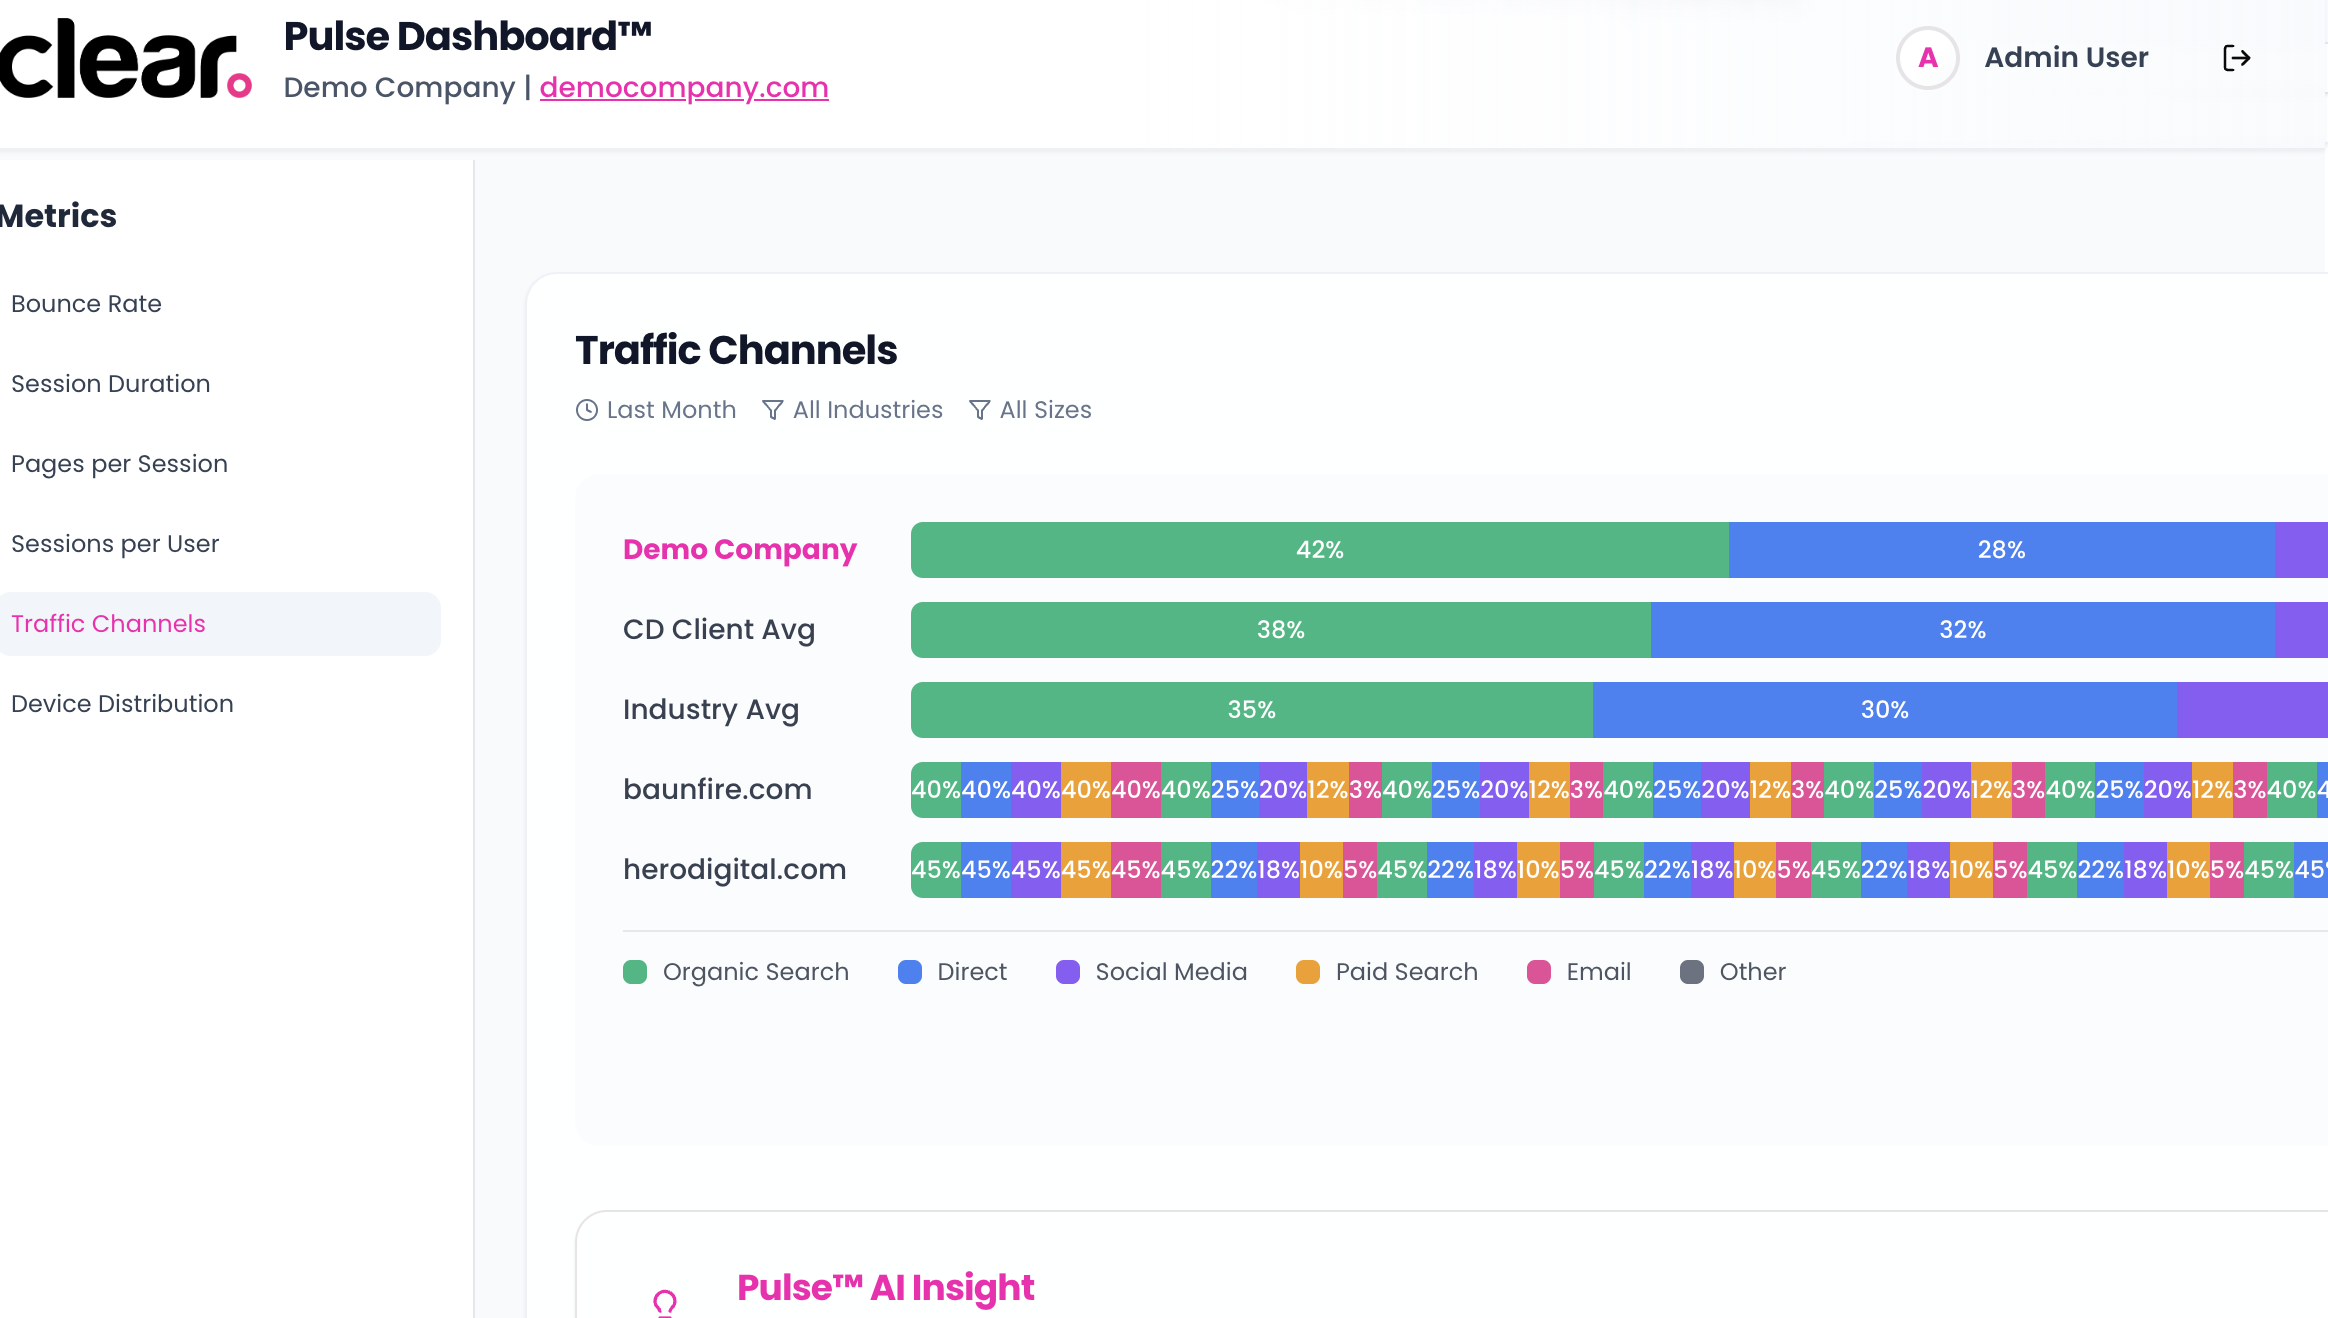 clear.
Pulse Dashboard™
Demo Company | democompany.com
A
Admin User
Metrics
Bounce Rate
Session Duration
Pages per Session
Sessions per User
Traffic Channels
Device Distribution
Traffic Channels
Last Month All Industries All Sizes
Demo Company 42% 28%
CD Client Avg 38% 32%
Industry Avg 35% 30%
baunfire.com 40% 40% 40% 40% 40% 40% 25% 20% 12% 3% 40% 25% 20% 12% 3% 40% 25% 20% 12% 3% 40% 25% 20% 12% 3% 40% 25% 20% 12% 3% 40% 4
herodigital.com 45% 45% 45% 45% 45% 45% 22% 18% 10% 5% 45% 22% 18% 10% 5% 45% 22% 18% 10% 5% 45% 22% 18% 10% 5% 45% 22% 18% 10% 5% 45% 45
Organic Search Direct Social Media Paid Search Email Other
Pulse™ AI Insight